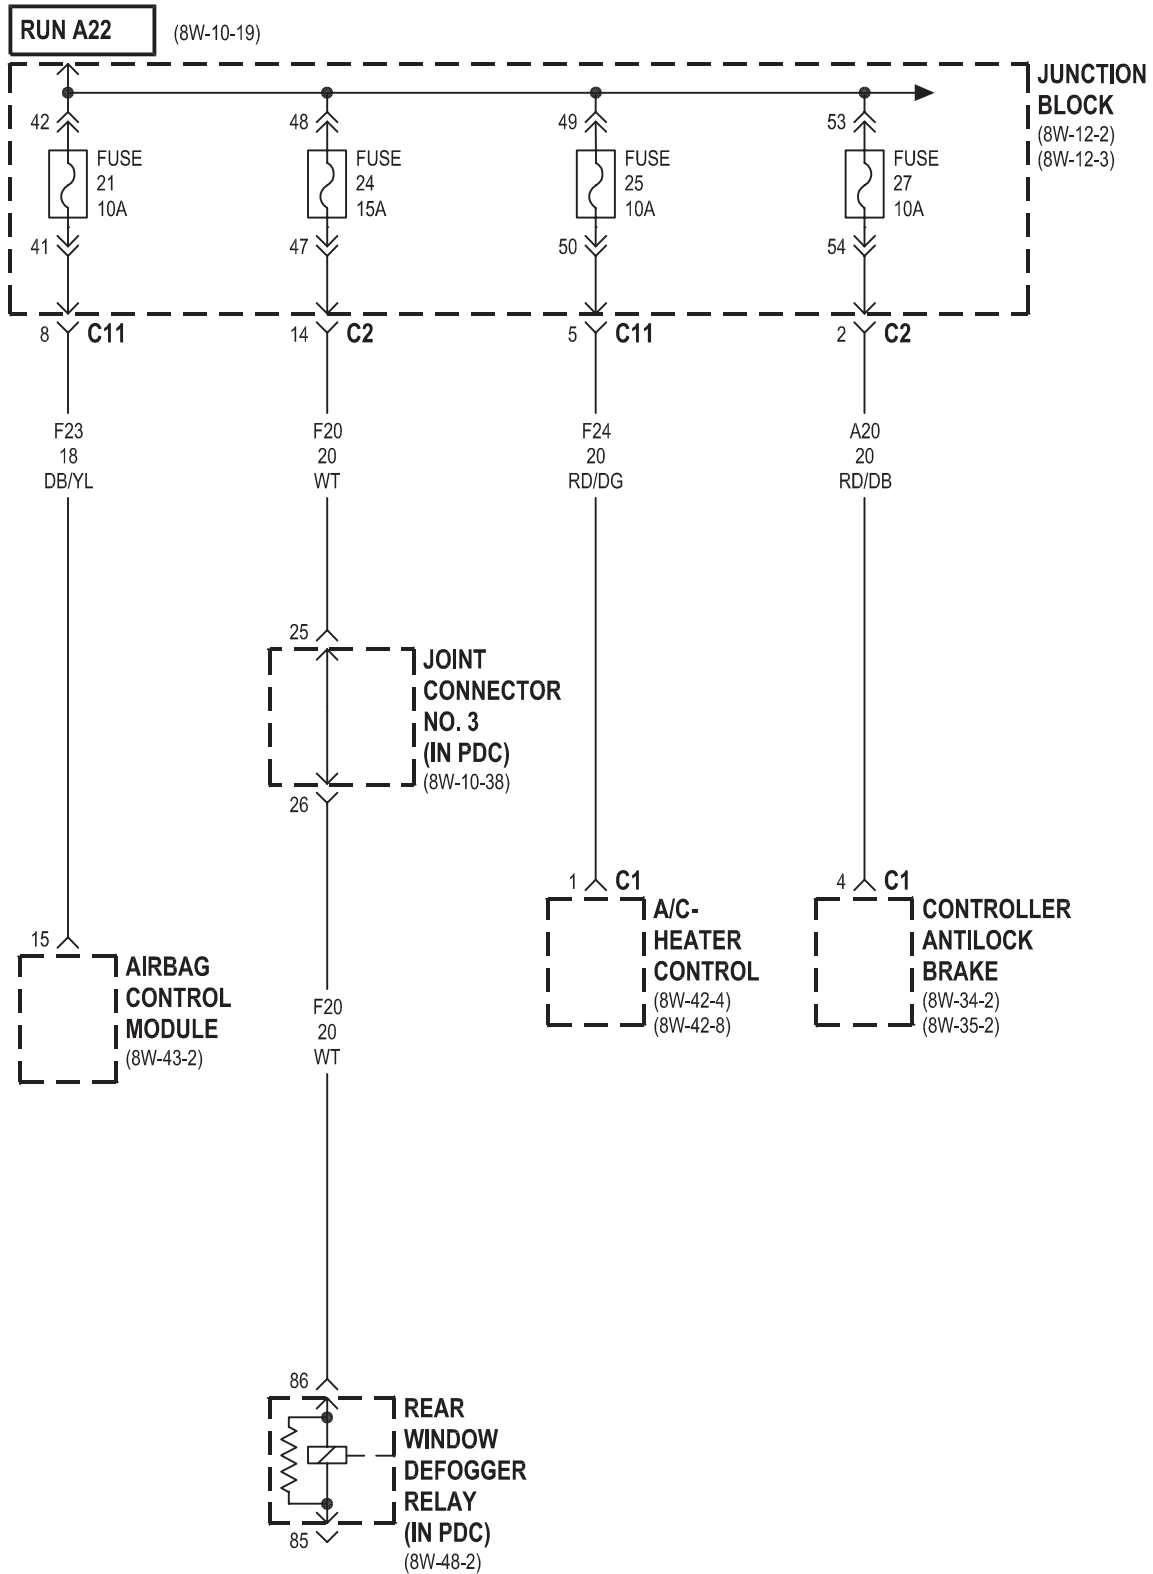 RUN A22
(8W-10-19)
JUNCTION
BLOCK
(8W-12-2)
(8W-12-3)
42
FUSE
21
10A
41
48
FUSE
24
15A
47
49
FUSE
25
10A
50
53
FUSE
27
10A
54
8 C11
14 C2
5 C11
2 C2
F23
18
DB/YL
F20
20
WT
F24
20
RD/DG
A20
20
RD/DB
25
JOINT
CONNECTOR
NO. 3
(IN PDC)
(8W-10-38)
26
1 C1
A/C-
HEATER
CONTROL
(8W-42-4)
(8W-42-8)
4 C1
CONTROLLER
ANTILOCK
BRAKE
(8W-34-2)
(8W-35-2)
15
AIRBAG
CONTROL
MODULE
(8W-43-2)
F20
20
WT
86
REAR
WINDOW
DEFOGGER
RELAY
(IN PDC)
(8W-48-2)
85